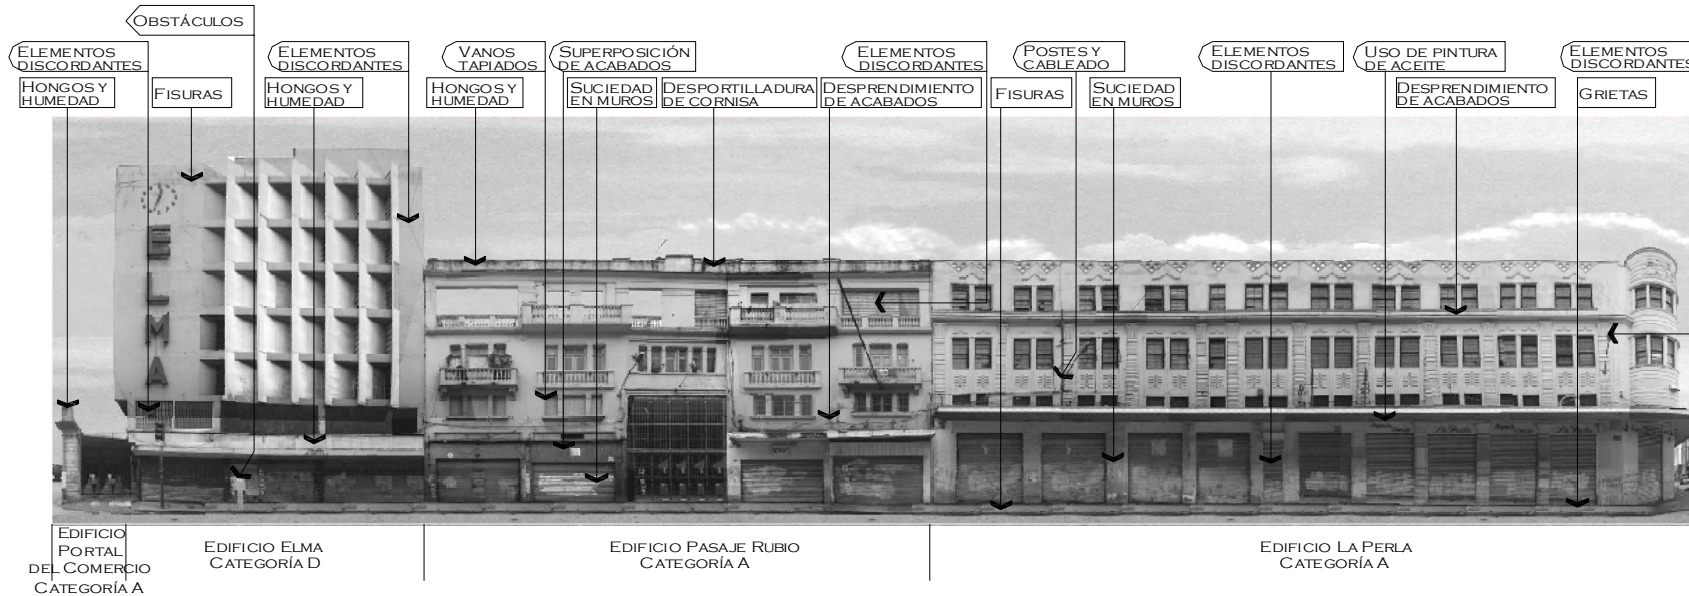 OBSTÁCULOS
ELEMENTOS
DISCORDANTES
ELEMENTOS
DISCORDANTES
VANOS
TAPIADOS
SUPERPOSICIÓN
DE ACABADOS
ELEMENTOS
DISCORDANTES
POSTES Y
CABLEADO
ELEMENTOS
DISCORDANTES
USO DE PINTURA
DE ACEITE
ELEMENTOS
DISCORDANTES
HONGOS Y
HUMEDAD
FISURAS
HONGOS Y
HUMEDAD
HONGOS Y
HUMEDAD
SUCIEDAD
EN MUROS
DESPORTILLADURA
DE CORNISA
DESPRENDIMIENTO
DE ACABADOS
FISURAS
SUCIEDAD
EN MUROS
DESPRENDIMIENTO
DE ACABADOS
GRIETAS
ELMA
EDIFICIO
PORTAL
DEL COMERCIO
CATEGORÍA A
EDIFICIO ELMA
CATEGORÍA D
EDIFICIO PASAJE RUBIO
CATEGORÍA A
EDIFICIO LA PERLA
CATEGORÍA A